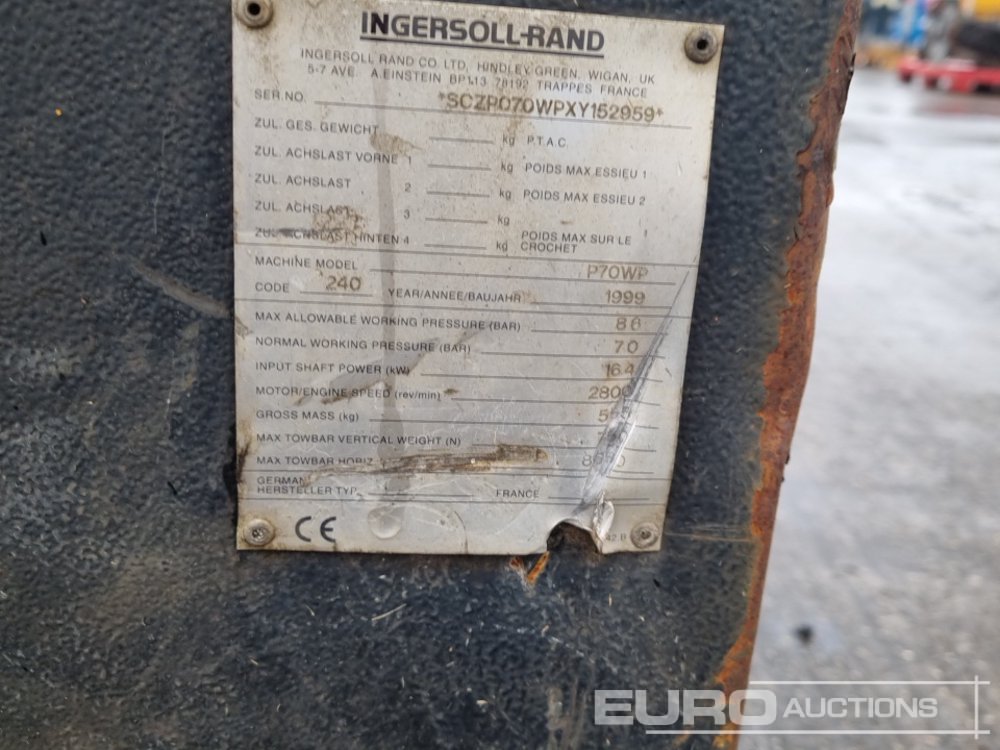 INGERSOLL-RAND
INGERSOLL RAND CO. LTD, HINDLEY GREEN, WIGAN, UK
5-7 AVE. A.EINSTEIN BP113 78192 TRAPPES FRANCE
SER.NO. *SCZR070WPXY152959*
ZUL. GES. GEWICHT kg P.T.A.C.
ZUL. ACHSLAST VORNE 1 kg POIDS MAX ESSIEU 1
ZUL. ACHSLAST 2 kg POIDS MAX ESSIEU 2
ZUL. ACHSLAST 3 kg
ZUL. ACHSLAST HINTEN 4 kg POIDS MAX SUR LE CROCHET
MACHINE MODEL P70WP
CODE 240 YEAR/ANNEE/BAUJAHR 1999
MAX ALLOWABLE WORKING PRESSURE (BAR)
NORMAL WORKING PRESSURE (BAR) 70
INPUT SHAFT POWER (kW) 16.4
MOTOR/ENGINE SPEED (rev/min) 2800
GROSS MASS (kg)
MAX TOWBAR VERTICAL WEIGHT (N)
MAX TOWBAR HORIZ
GERMAN
HERSTELLER TYP FRANCE
CE
42.B
EURO AUCTIONS